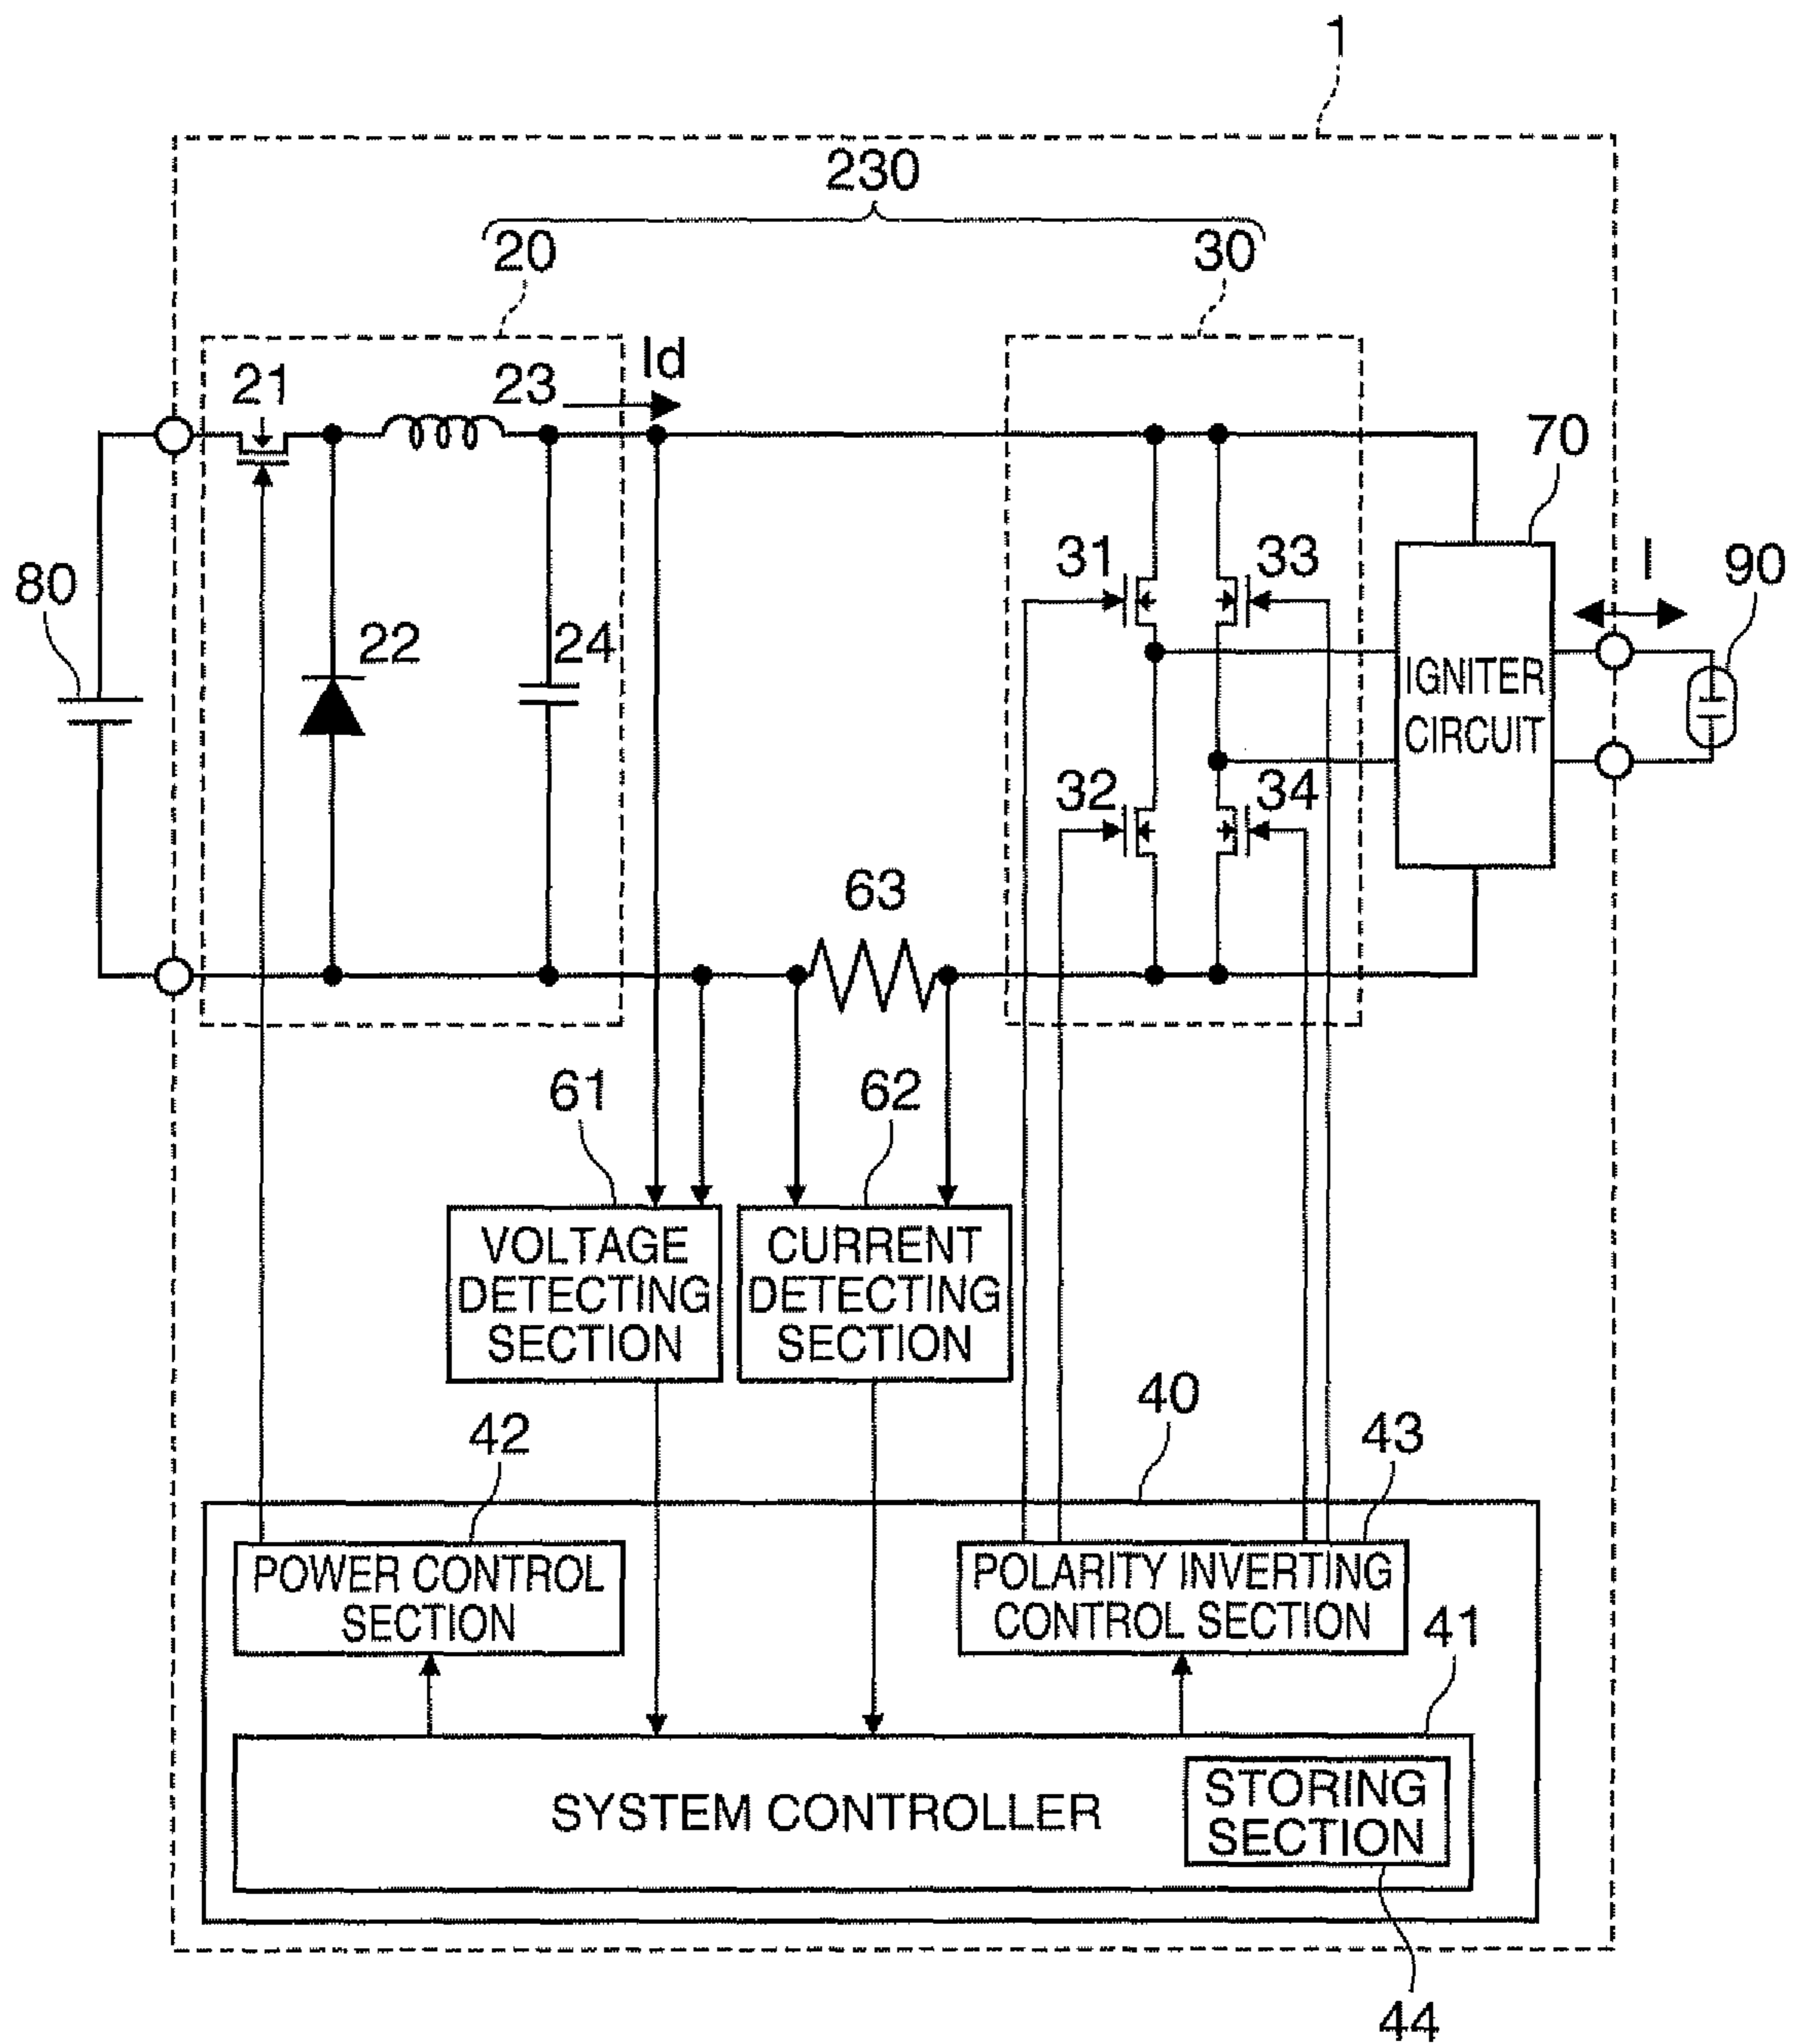 1
230
20
30
21
23
Id
70
31
33
I
90
80
22
24
IGNITER
CIRCUIT
32
34
63
61
62
VOLTAGE
DETECTING
SECTION
CURRENT
DETECTING
SECTION
40
42
43
POWER CONTROL
SECTION
POLARITY INVERTING
CONTROL SECTION
41
SYSTEM CONTROLLER
STORING
SECTION
44